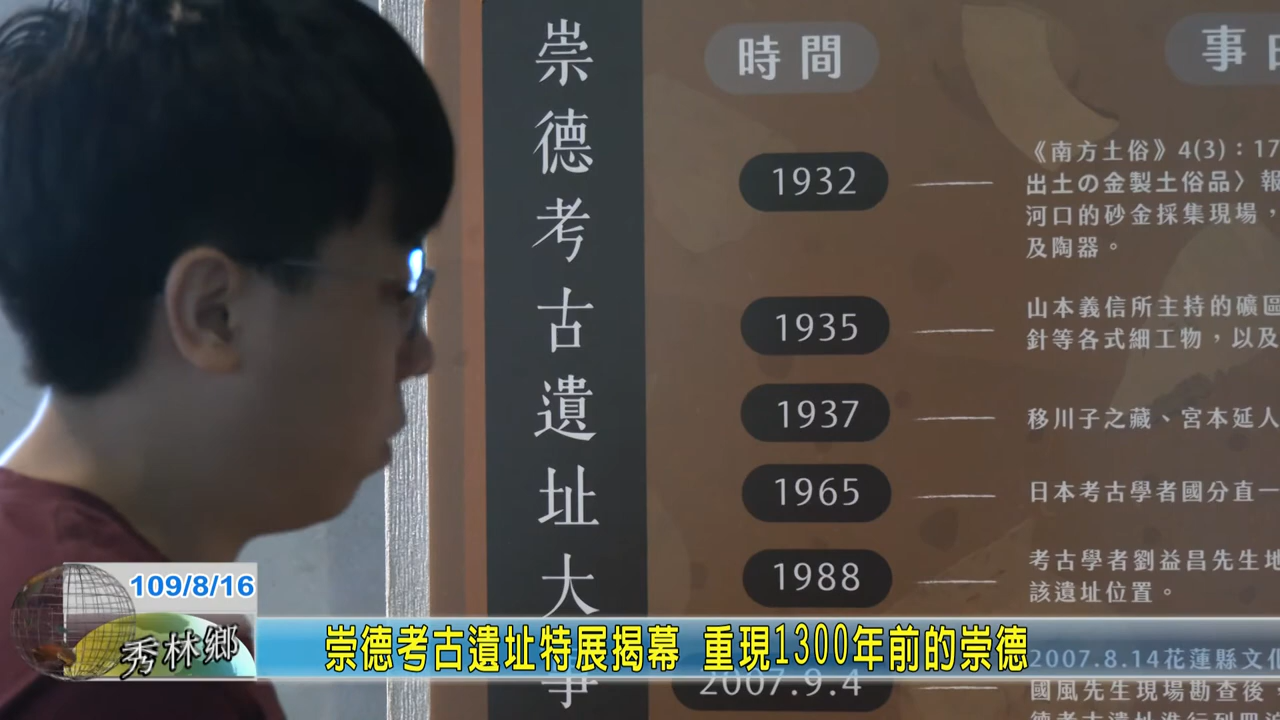 崇德考古遺址大事
時間
事
1932
《南方土俗》4(3)：17
出土の金製土俗品〉報
河口的砂金採集現場，
及陶器。
1935
山本義信所主持的礦區
針等各式細工物，以及
1937
移川子之藏、宮本延人
1965
日本考古學者國分直一
1988
考古學者劉益昌先生地
該遺址位置。
2007.9.4
2007.8.14花蓮縣文化
國風先生現場勘查後，
109/8/16
秀林鄉
崇德考古遺址特展揭幕 重現1300年前的崇德